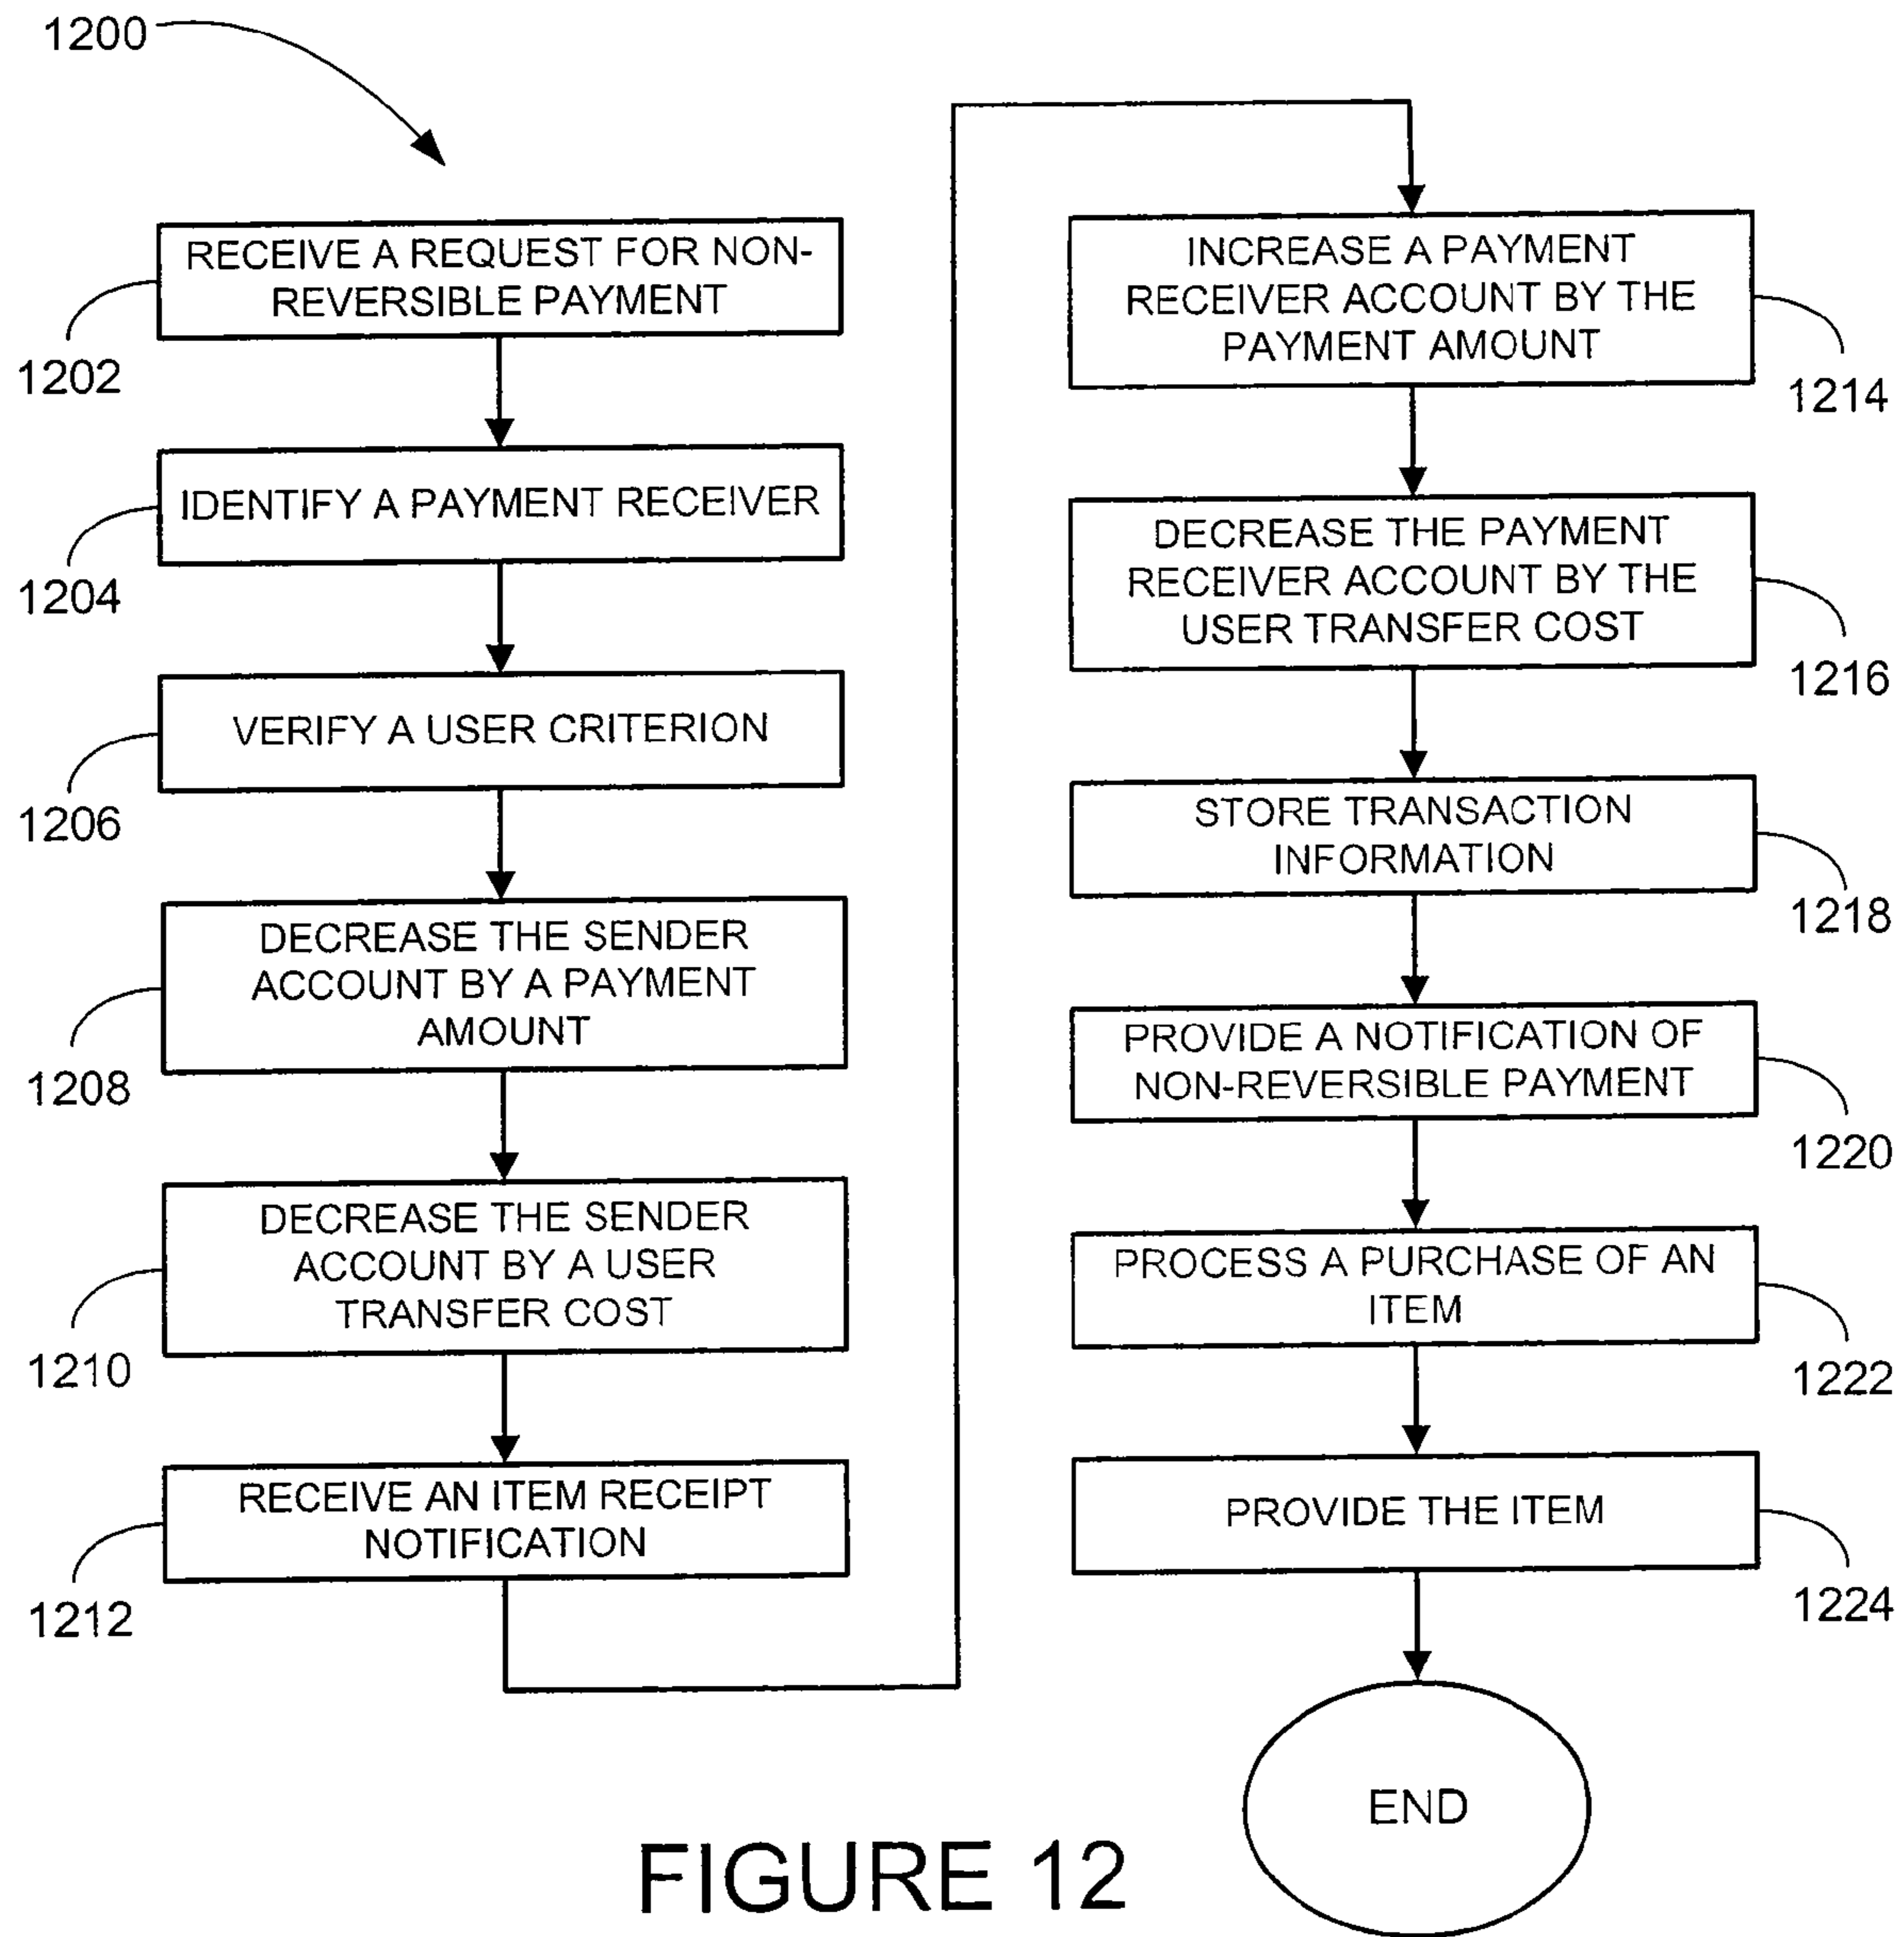 1200
RECEIVE A REQUEST FOR NON-
REVERSIBLE PAYMENT
1202
IDENTIFY A PAYMENT RECEIVER
1204
VERIFY A USER CRITERION
1206
DECREASE THE SENDER
ACCOUNT BY A PAYMENT
AMOUNT
1208
DECREASE THE SENDER
ACCOUNT BY A USER
TRANSFER COST
1210
RECEIVE AN ITEM RECEIPT
NOTIFICATION
1212
INCREASE A PAYMENT
RECEIVER ACCOUNT BY THE
PAYMENT AMOUNT
1214
DECREASE THE PAYMENT
RECEIVER ACCOUNT BY THE
USER TRANSFER COST
1216
STORE TRANSACTION
INFORMATION
1218
PROVIDE A NOTIFICATION OF
NON-REVERSIBLE PAYMENT
1220
PROCESS A PURCHASE OF AN
ITEM
1222
PROVIDE THE ITEM
1224
END
FIGURE 12